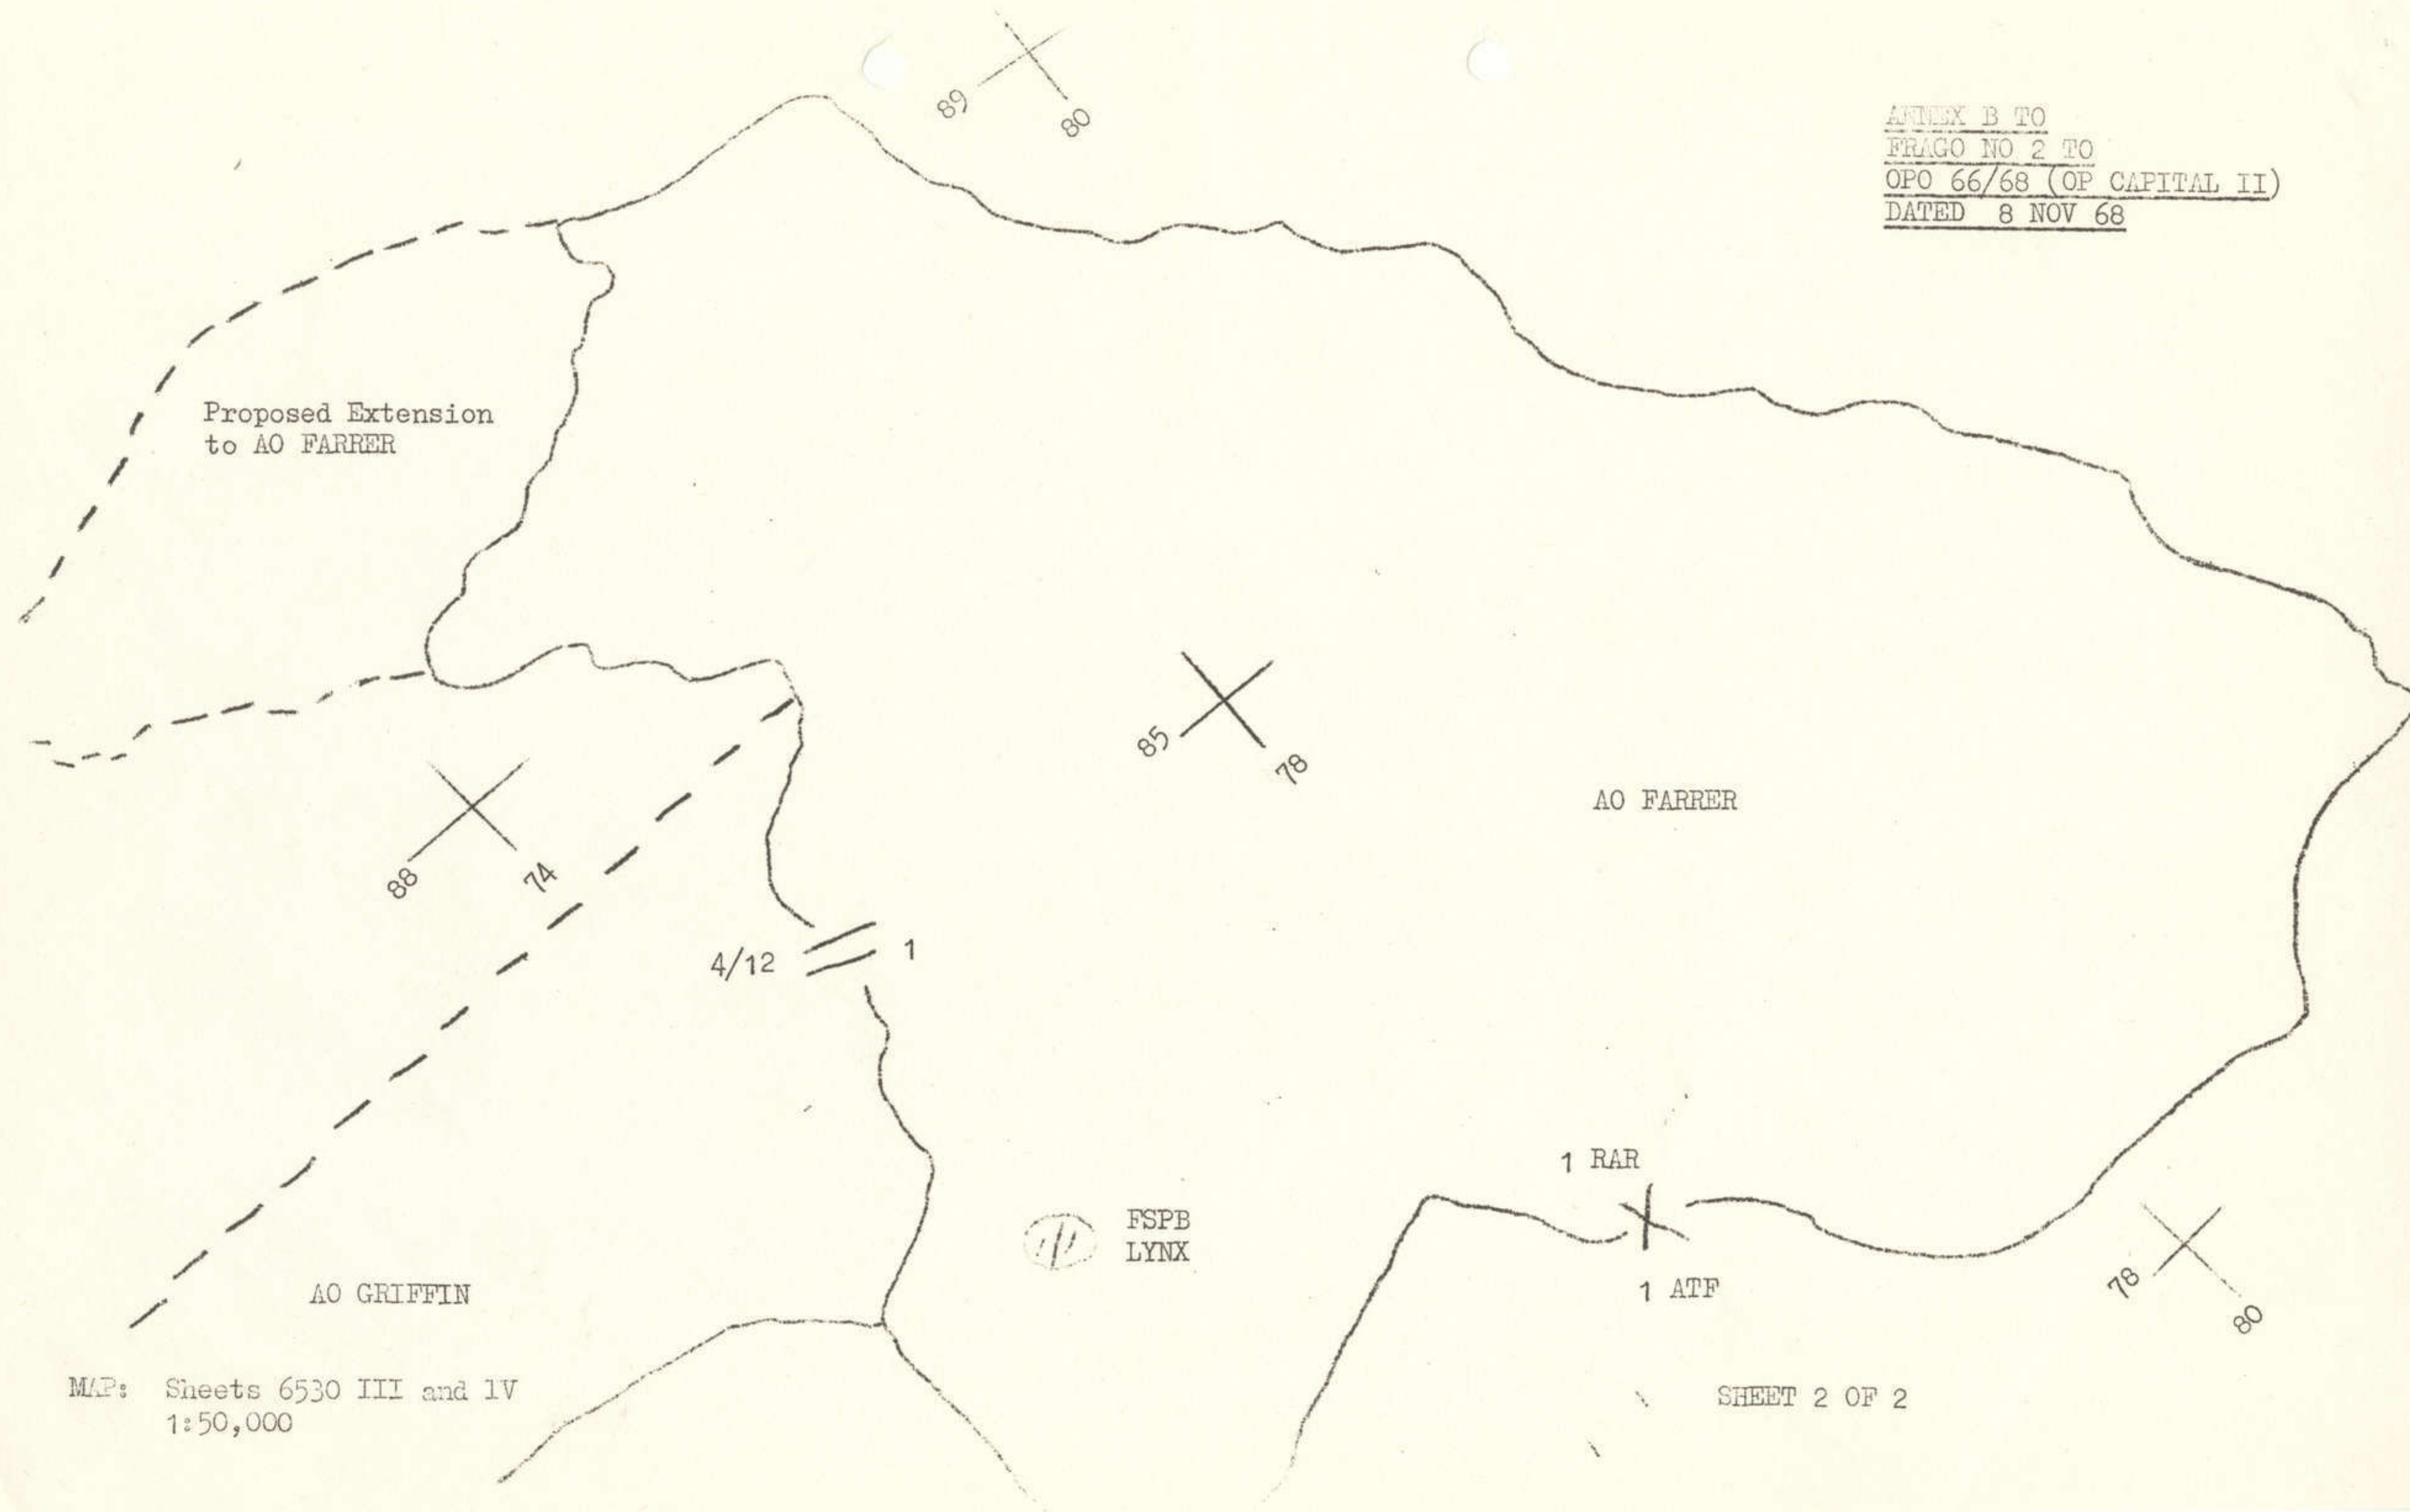 89
80
ANNEX B TO
FRAGO NO 2 TO
OPO 66/68 (OP CAPITAL II)
DATED 8 NOV 68
Proposed Extension
to AO FARRER
85
78
AO FARRER
88
74
4/12
1
1 RAR
FSPB
LYNX
1 ATF
78
80
AO GRIFFIN
MAP: Sheets 6530 III and 1V
1:50,000
SHEET 2 OF 2